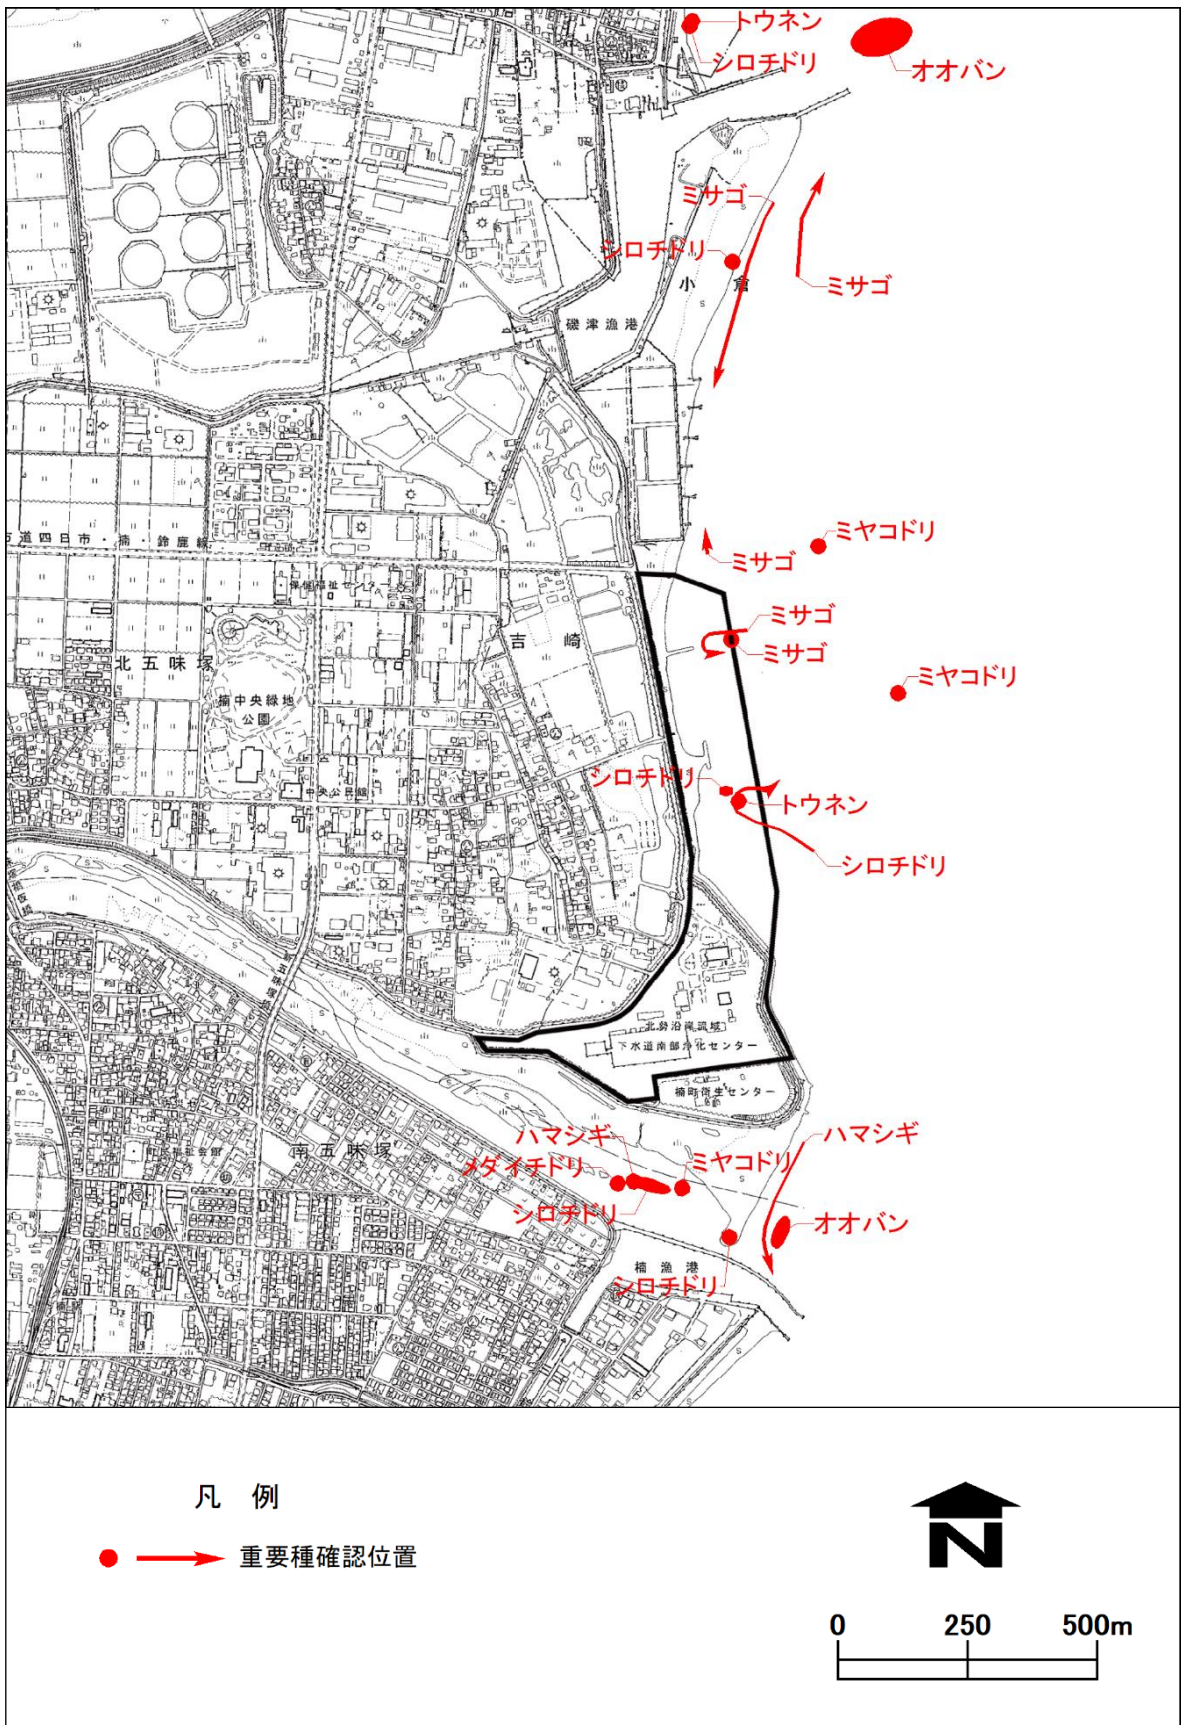 トウネン
シロチドリ
オオバン
ミサゴ
シロチドリ
小倉
ミサゴ
磯津漁港
ミヤコドリ
道四日市・楠・鈴鹿線
ミサゴ
保健福祉センター
ミサゴ
吉崎
ミサゴ
北五味塚
ミヤコドリ
楠中央緑地
公園
シロチドリ
中央公民館
トウネン
シロチドリ
北勢沿岸流域
下水道南部浄化センター
楠町衛生センター
ハマシギ
ハマシギ
南五味塚
メダイチドリ
ミヤコドリ
シロチドリ
オオバン
楠漁港
シロチドリ
凡 例
重要種確認位置
N
0 250 500m